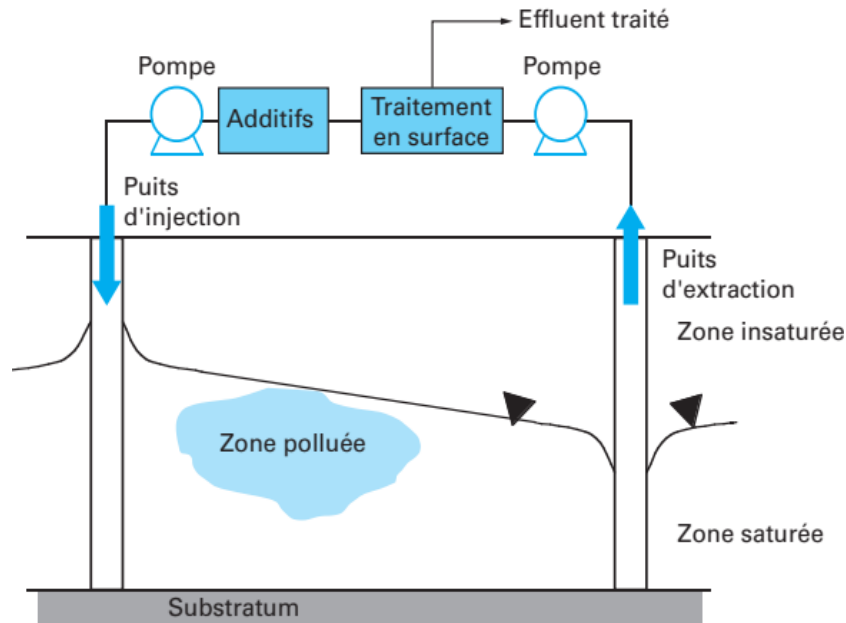 Effluent traité
Pompe
Pompe
Additifs
Traitement
en surface
Puits
d'injection
Puits
d'extraction
Zone insaturée
Zone polluée
Zone saturée
Substratum